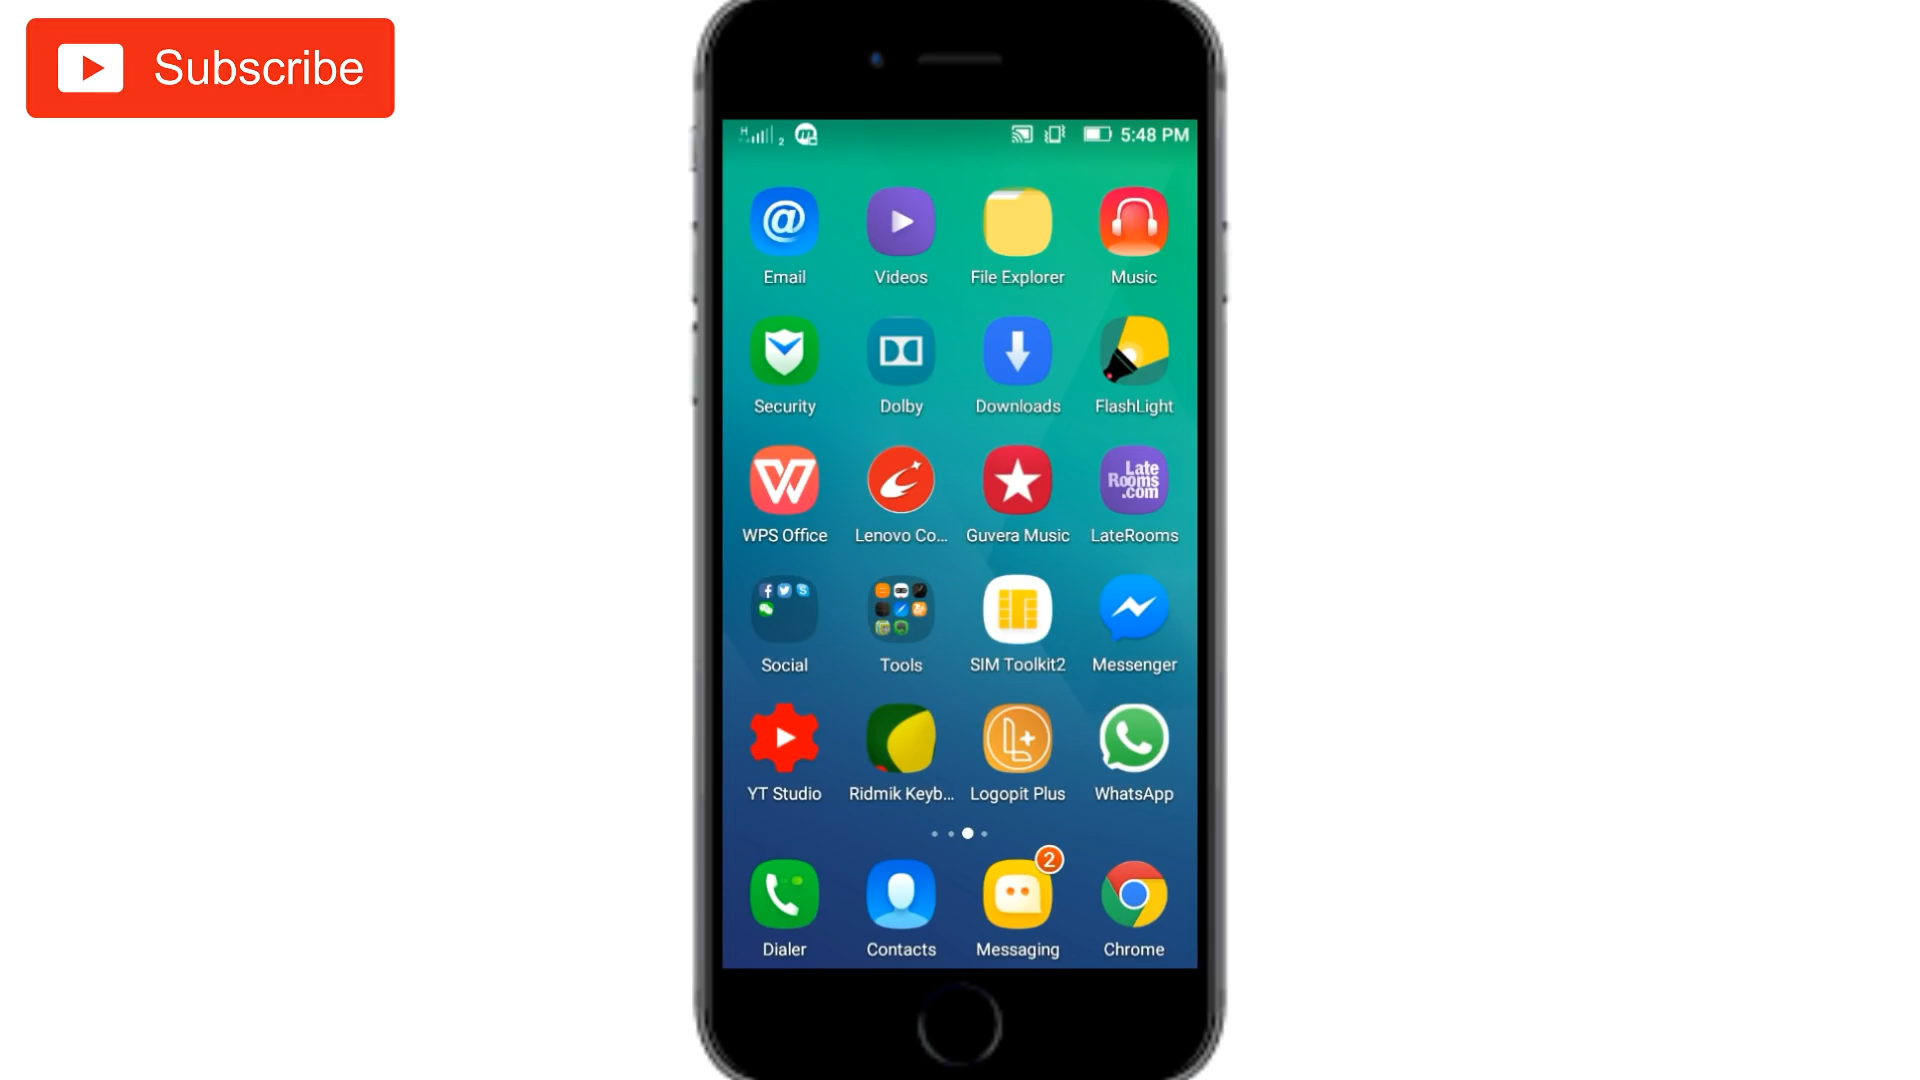 Subscribe
H 2 5:48 PM
@
Email Videos File Explorer Music
Security Dolby Downloads FlashLight
Late
Rooms
.com
WPS Office Lenovo Co... Guvera Music LateRooms
Social Tools SIM Toolkit2 Messenger
L+
YT Studio Ridmik Keyb... Logopit Plus WhatsApp
2
Dialer Contacts Messaging Chrome